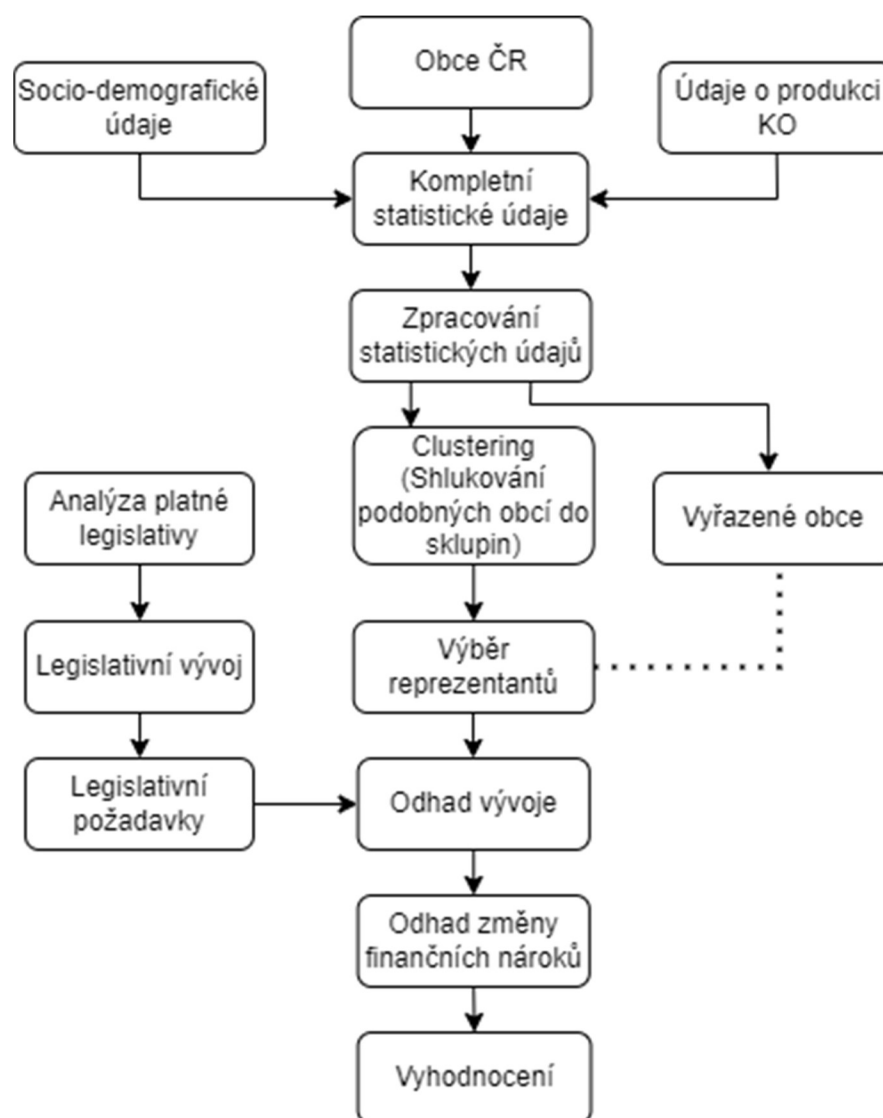 Obce ČR
Socio-demografické
údaje
Údaje o produkci
KO
Kompletní
statistické údaje
Zpracování
statistických údajů
Clustering
(Shlukování
podobných obcí do
sklupin)
Analýza platné
legislativy
Vyřazené obce
Legislativní vývoj
Výběr
reprezentantů
Legislativní
požadavky
Odhad vývoje
Odhad změny
finančních nároků
Vyhodnocení